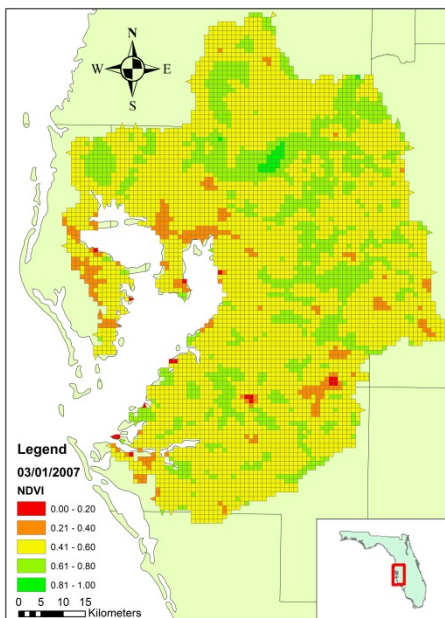 N
W E
S
Legend
03/01/2007
NDVI
0.00 - 0.20
0.21 - 0.40
0.41 - 0.60
0.61 - 0.80
0.81 - 1.00
0 5 10 15
Kilometers